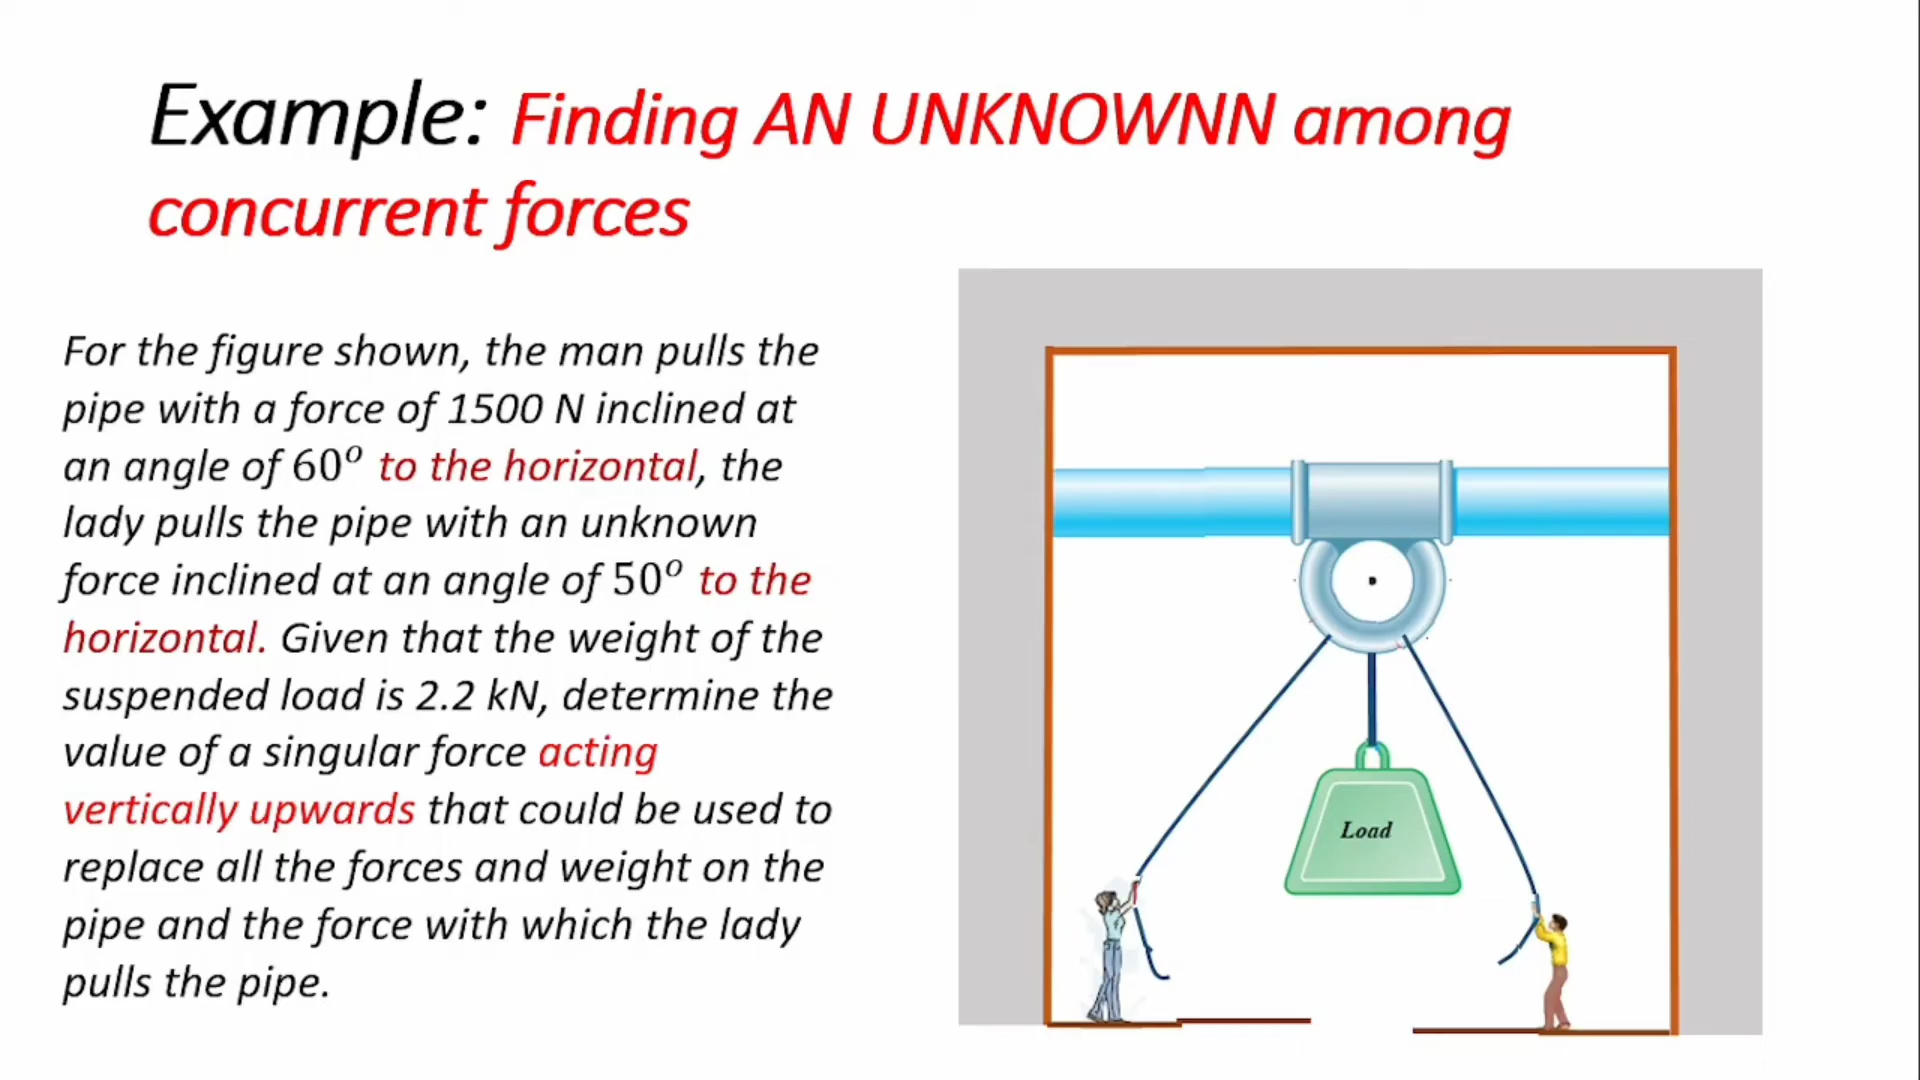 Example: Finding AN UNKNOWNN among
concurrent forces
For the figure shown, the man pulls the
pipe with a force of 1500 N inclined at
an angle of 60° to the horizontal, the
lady pulls the pipe with an unknown
force inclined at an angle of 50° to the
horizontal. Given that the weight of the
suspended load is 2.2 kN, determine the
value of a singular force acting
vertically upwards that could be used to
replace all the forces and weight on the
pipe and the force with which the lady
pulls the pipe.
Load